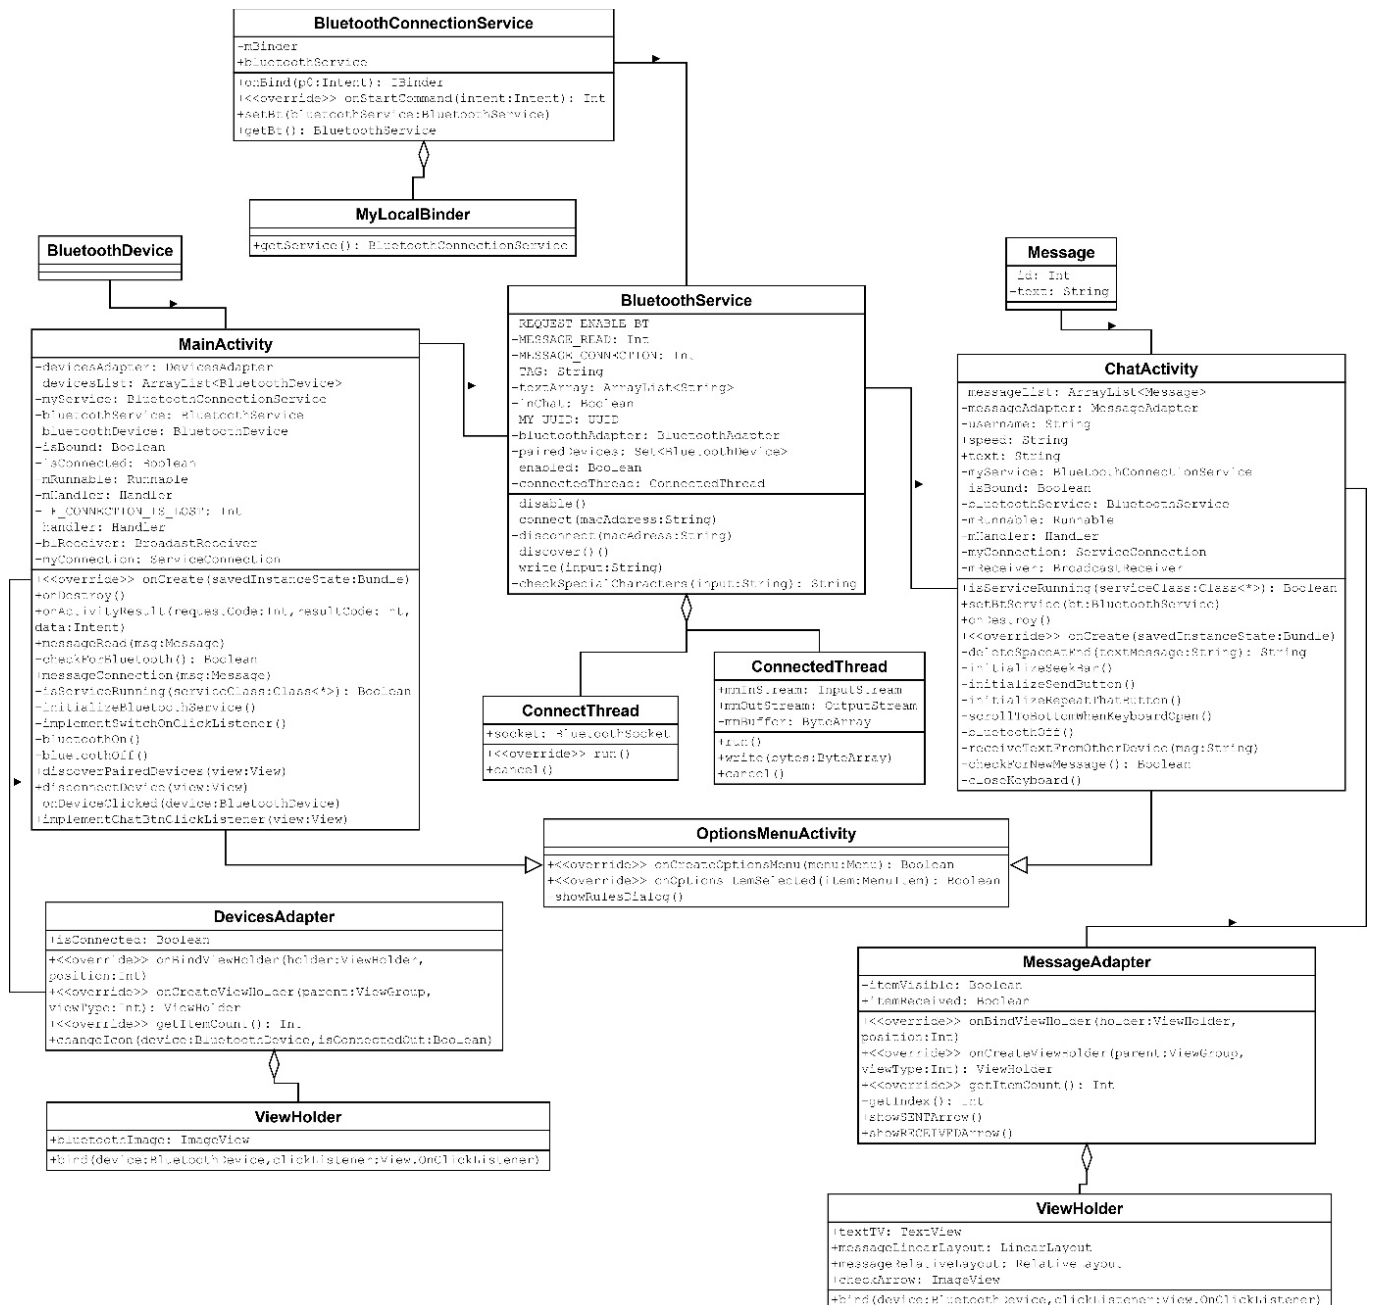 BluetoothConnectionService
-mBinder
+bluetoothService
+onBind(p0:Intent): IBinder
+<<override>> onStartCommand(intent:Intent): Int
+setBt(bluetoothService:BluetoothService)
+getBt(): BluetoothService
MyLocalBinder
+getService(): BluetoothConnectionService
BluetoothDevice
Message
id: Int
-text: String
BluetoothService
REQUEST_ENABLE_BT
-MESSAGE_READ: Int
-MESSAGE_CONNECTION: Int
TAG: String
-textArray: ArrayList<String>
-inChat: Boolean
MY_UUID: UUID
-bluetoothAdapter: BluetoothAdapter
-pairedDevices: Set<BluetoothDevice>
enabled: Boolean
-connectedThread: ConnectedThread
disable()
connect(macAddress:String)
-disconnect(macAdress:String)
discover()()
write(input:String)
-checkSpecialCharacters(input:String): String
MainActivity
-devicesAdapter: DevicesAdapter
devicesList: ArrayList<BluetoothDevice>
-myService: BluetoothConnectionService
-bluetoothService: BluetoothService
bluetoothDevice: BluetoothDevice
-isBound: Boolean
-isConnected: Boolean
-mRunnable: Runnable
-mHandler: Handler
F_CONNECTION_IS_LOST: Int
handler: Handler
-btReceiver: BroadastReceiver
-myConnection: ServiceConnection
+<<override>> onCreate(savedInstanceState:Bundle)
+onDestroy()
+onActivityResult(requestCode:Int,resultCode:Int,
data:Intent)
+messageRead(msg:Message)
-checkForBluetooth(): Boolean
+messageConnection(msg:Message)
-isServiceRunning(serviceClass:Class<*>): Boolean
-initializeBluetoothService()
-implementSwitchOnClickListener()
-bluetoothOn()
-bluetoothOff()
+discoverPairedDevices(view:View)
+disconnectDevice(view:View)
onDeviceClicked(device:BluetoothDevice)
+implementChatBtnClickListener(view:View)
ChatActivity
messageList: ArrayList<Message>
-messageAdapter: MessageAdapter
-username: String
+speed: String
+text: String
-myService: BluetoothConnectionService
isBound: Boolean
-bluetoothService: BluetoothService
-mRunnable: Runnable
-mHandler: Handler
-myConnection: ServiceConnection
-mReceiver: BroadcastReceiver
+isServiceRunning(serviceClass:Class<*>): Boolean
+setBtService(bt:BluetoothService)
+onDestroy()
+<<override>> onCreate(savedInstanceState:Bundle)
-deleteSpaceAtEnd(textMessage:String): String
-initializeSeekBar()
-initializeSendButton()
-initializeRepeatThatButton()
-scrollToBottomWhenKeyboardOpen()
-bluetoothOff()
-receiveTextFromOtherDevice(msg:String)
-checkForNewMessage(): Boolean
-closeKeyboard()
ConnectThread
+socket: BluetoothSocket
+<<override>> run()
+cancel()
ConnectedThread
+mmInStream: InputStream
+mmOutStream: OutputStream
-mmBuffer: ByteArray
+run()
+write(bytes:ByteArray)
+cancel()
OptionsMenuActivity
+<<override>> onCreateOptionsMenu(menu:Menu): Boolean
+<<override>> onOptionsItemSelected(item:MenuItem): Boolean
showRulesDialog()
DevicesAdapter
+isConnected: Boolean
+<<override>> onBindViewHolder(holder:ViewHolder,
position:Int)
+<<override>> onCreateViewHolder(parent:ViewGroup,
viewType:Int): ViewHolder
+<<override>> getItemCount(): Int
+changeIcon(device:BluetoothDevice,isConnectedOut:Boolean)
ViewHolder
+bluetoothImage: ImageView
+bind(device:BluetoothDevice,clickListener:View.OnClickListener)
MessageAdapter
-itemVisible: Boolean
+itemReceived: Boolean
+<<override>> onBindViewHolder(holder:ViewHolder,
position:Int)
+<<override>> onCreateViewHolder(parent:ViewGroup,
viewType:Int): ViewHolder
+<<override>> getItemCount(): Int
-getIndex(): Int
+showSENTArrow()
+showRECEIVEDArrow()
ViewHolder
+textTV: TextView
+messageLinearLayout: LinearLayout
+messageRelativeLayout: RelativeLayout
+checkArrow: ImageView
+bind(device:BluetoothDevice,clickListener:View.OnClickListener)